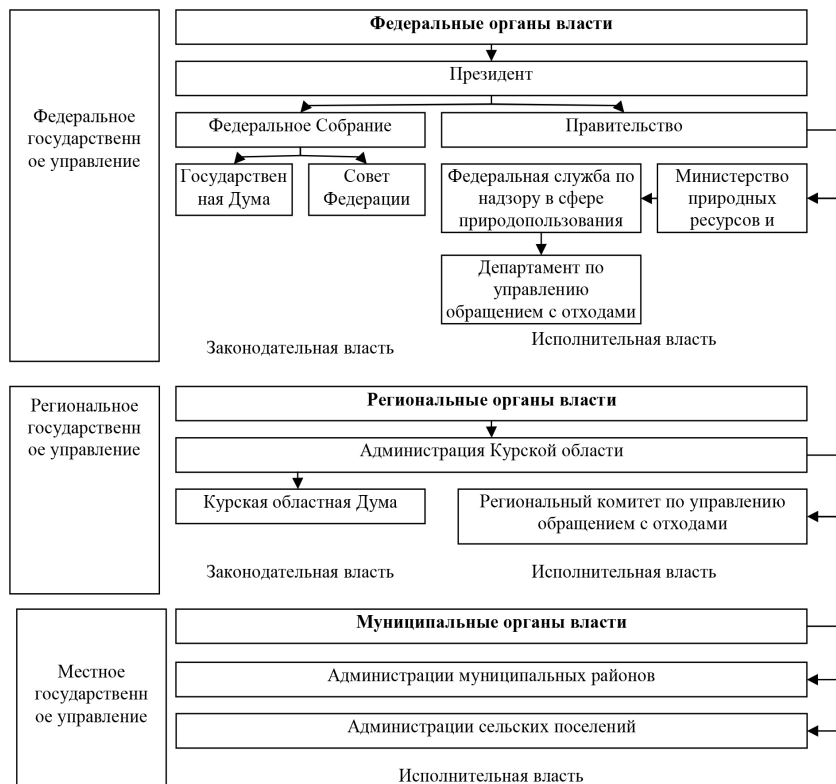 Федерального
государственн
ое управление
Федеральные органы власти
Президент
Федеральное Собрание
Правительство
Государствен
ная Дума
Совет
Федерации
Федеральная служба по
надзору в сфере
природопользования
Министерство
природных
ресурсов и
Департамент по
управлению
обращением с отходами
Законодательная власть
Исполнительная власть
Региональное
государственн
ое управление
Региональные органы власти
Администрация Курской области
Курская областная Дума
Региональный комитет по управлению
обращением с отходами
Законодательная власть
Исполнительная власть
Местное
государственн
ое управление
Муниципальные органы власти
Администрации муниципальных районов
Администрации сельских поселений
Исполнительная власть